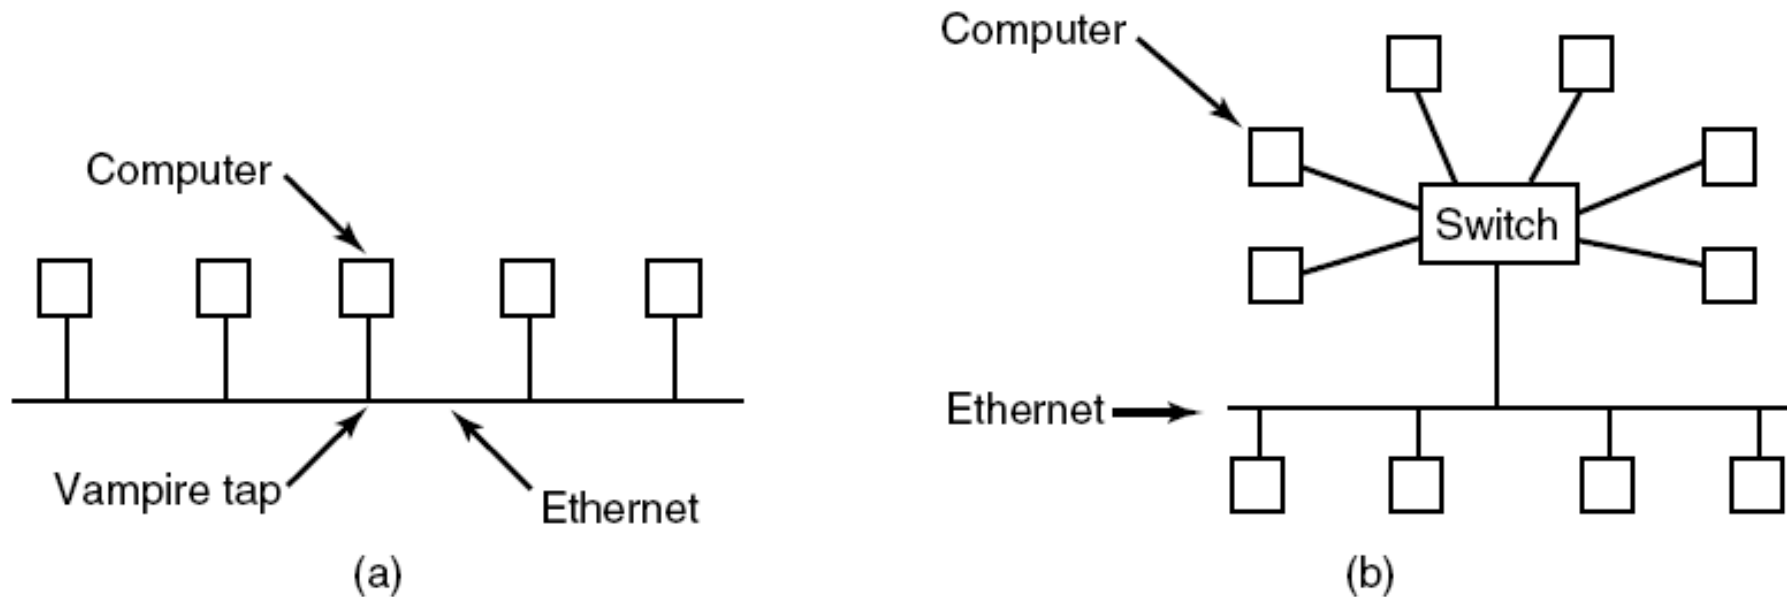 Computer
Vampire tap
Ethernet
(a)
Computer
Switch
Ethernet
(b)